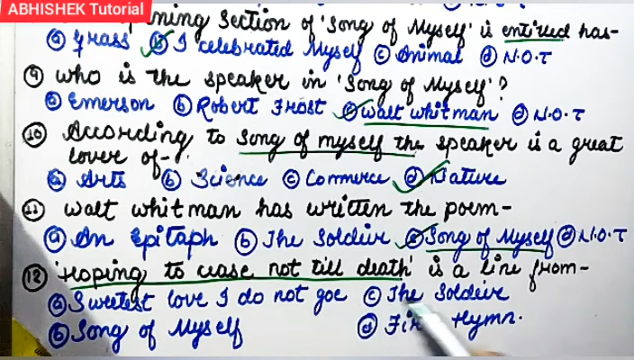 ABHISHEK Tutorial
ning Section of 'Song of Myself' is entitled has-
ⓐ Grass ⓑ I celebrated Myself ⓒ Animal ⓓ N.O.T
⑨ Who is the speaker in 'Song of Myself'?
ⓐ Emerson ⓑ Robert Frost ⓒ Walt Whitman ⓓ N.O.T
⑩ According to Song of myself the speaker is a great
lover of-
ⓐ Arts ⓑ Science ⓒ Commerce ⓓ Nature
⑪ Walt Whitman has written the poem-
ⓐ An Epitaph ⓑ The Soldier ⓒ Song of Myself ⓓ N.O.T
⑫ 'Hoping to cease not till death' is a line from-
ⓐ Sweetest love I do not goe ⓒ The Soldier
ⓑ Song of Myself ⓓ Fi Hymn.